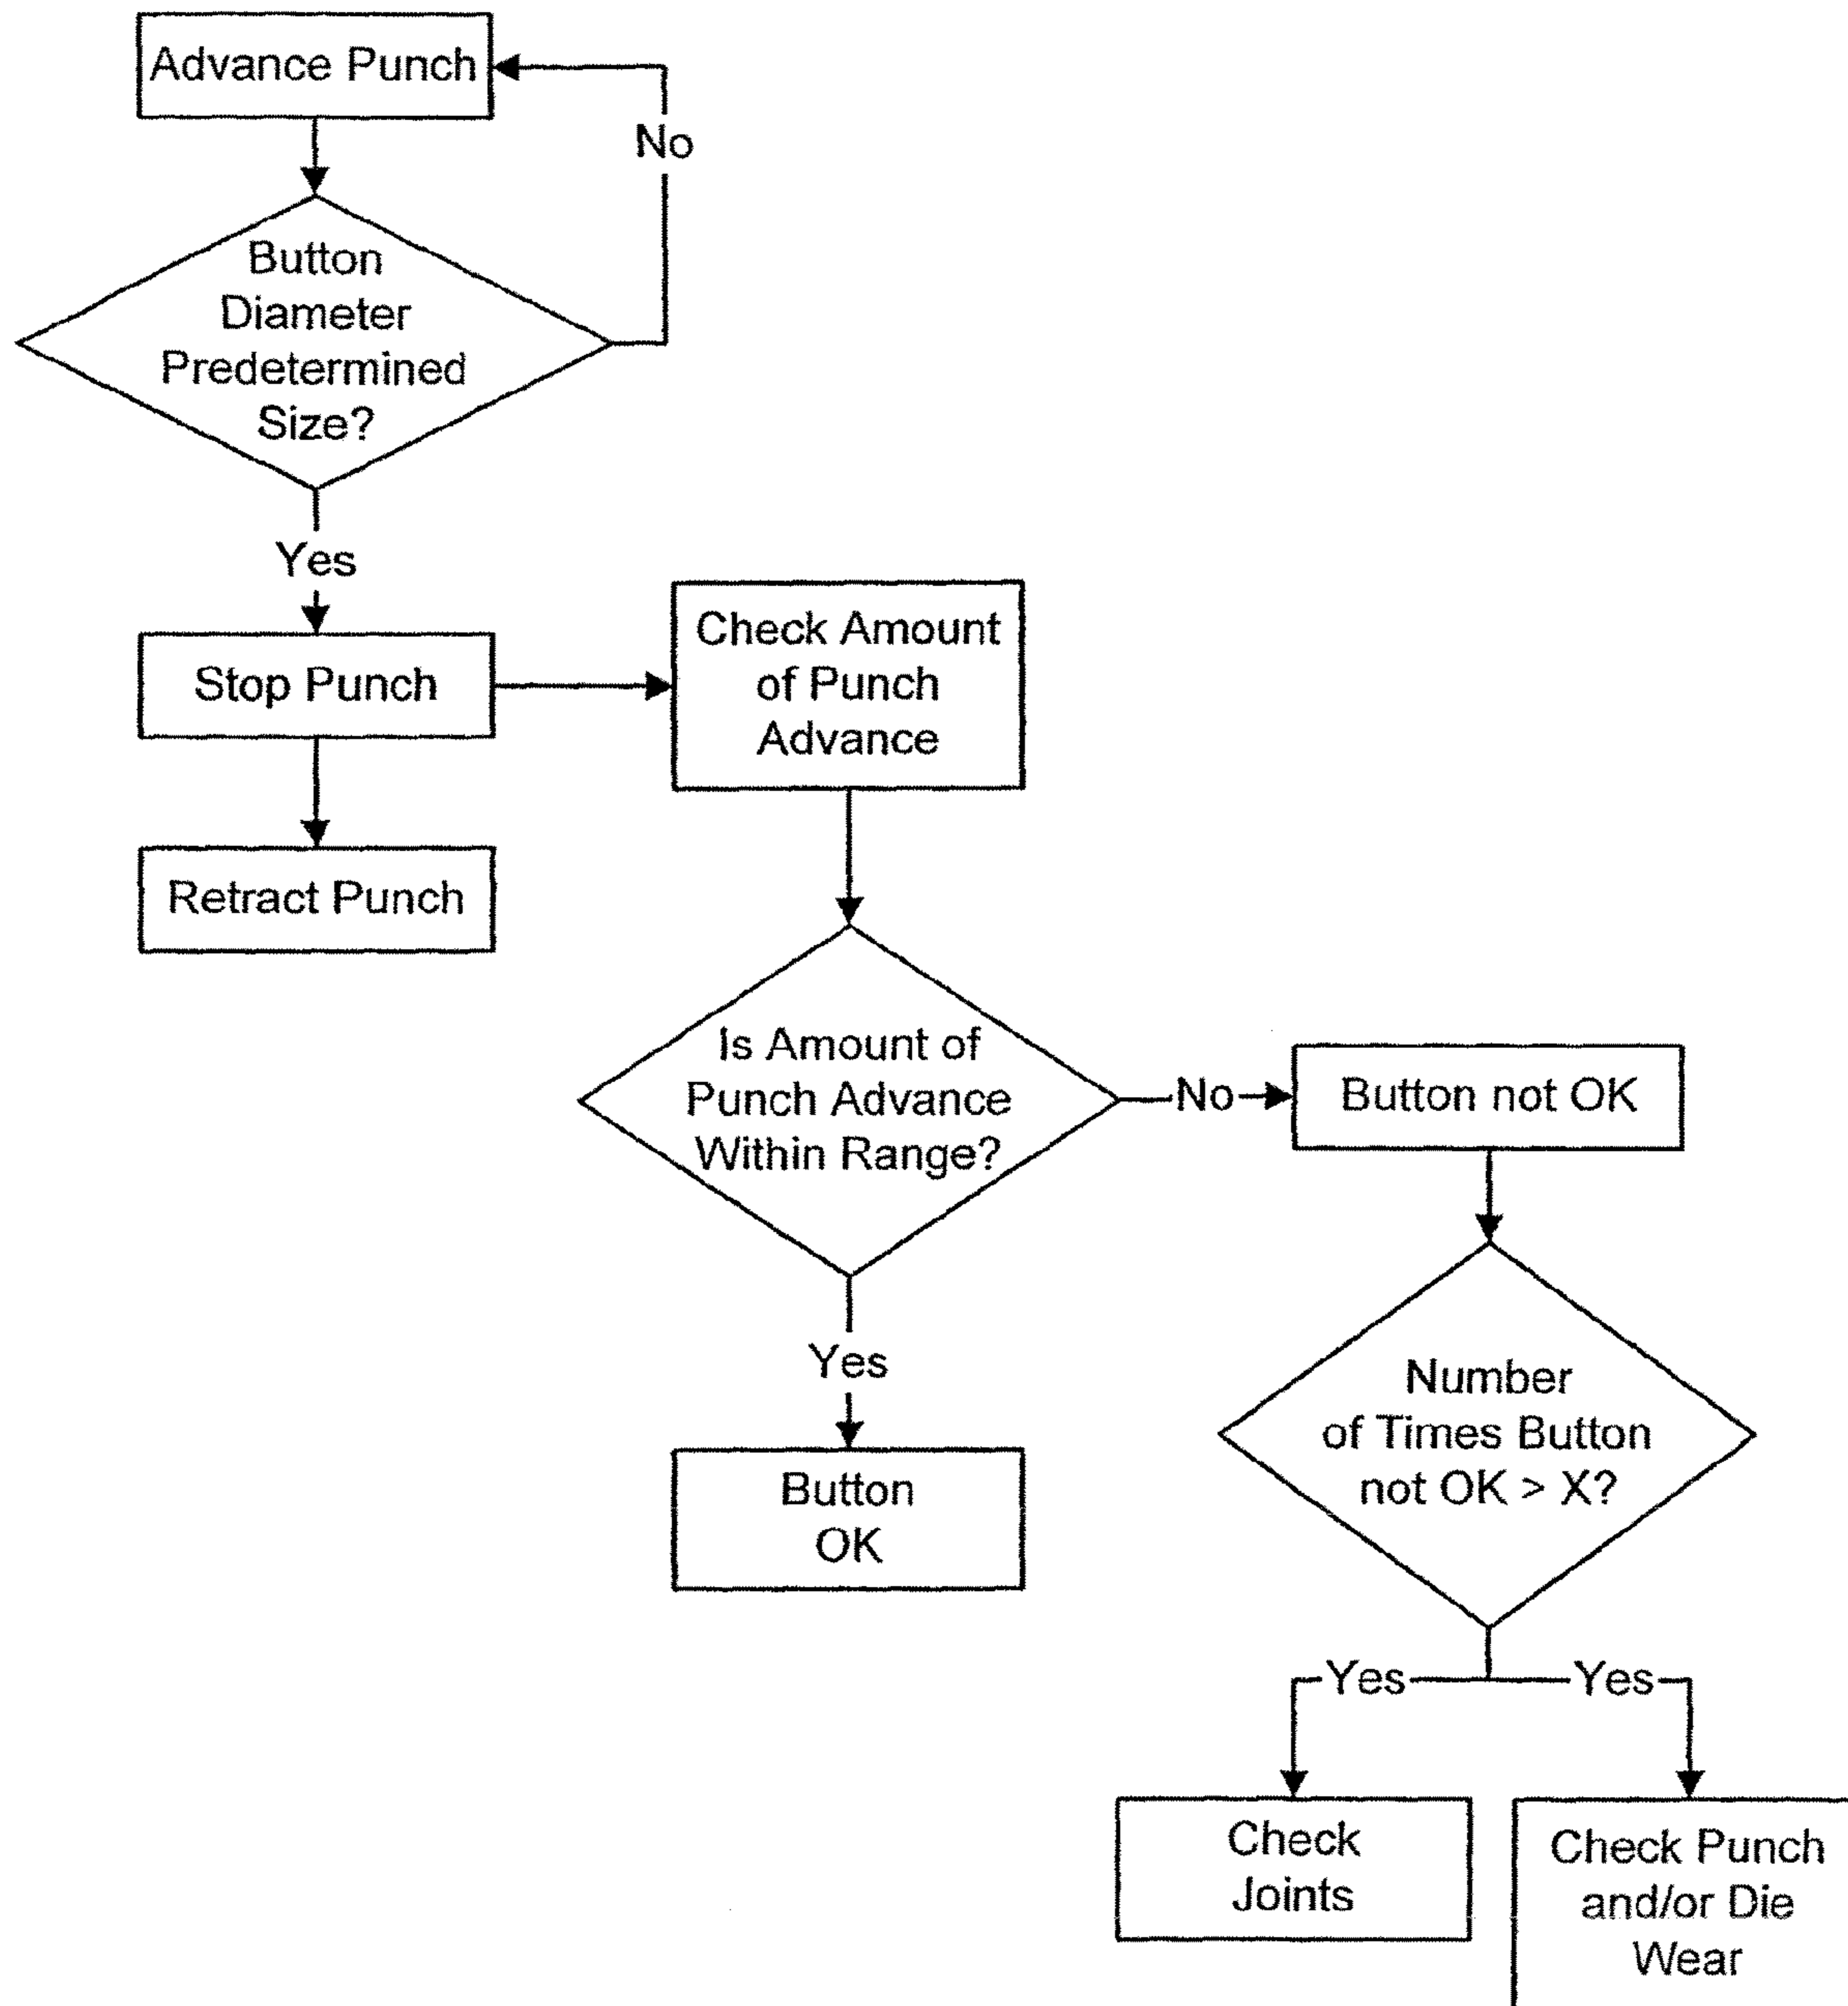 Advance Punch
No
Button
Diameter
Predetermined
Size?
Yes
Stop Punch
Check Amount
of Punch
Advance
Retract Punch
Is Amount of
Punch Advance
Within Range?
No
Button not OK
Yes
Button
OK
Number
of Times Button
not OK > X?
Yes
Yes
Check
Joints
Check Punch
and/or Die
Wear